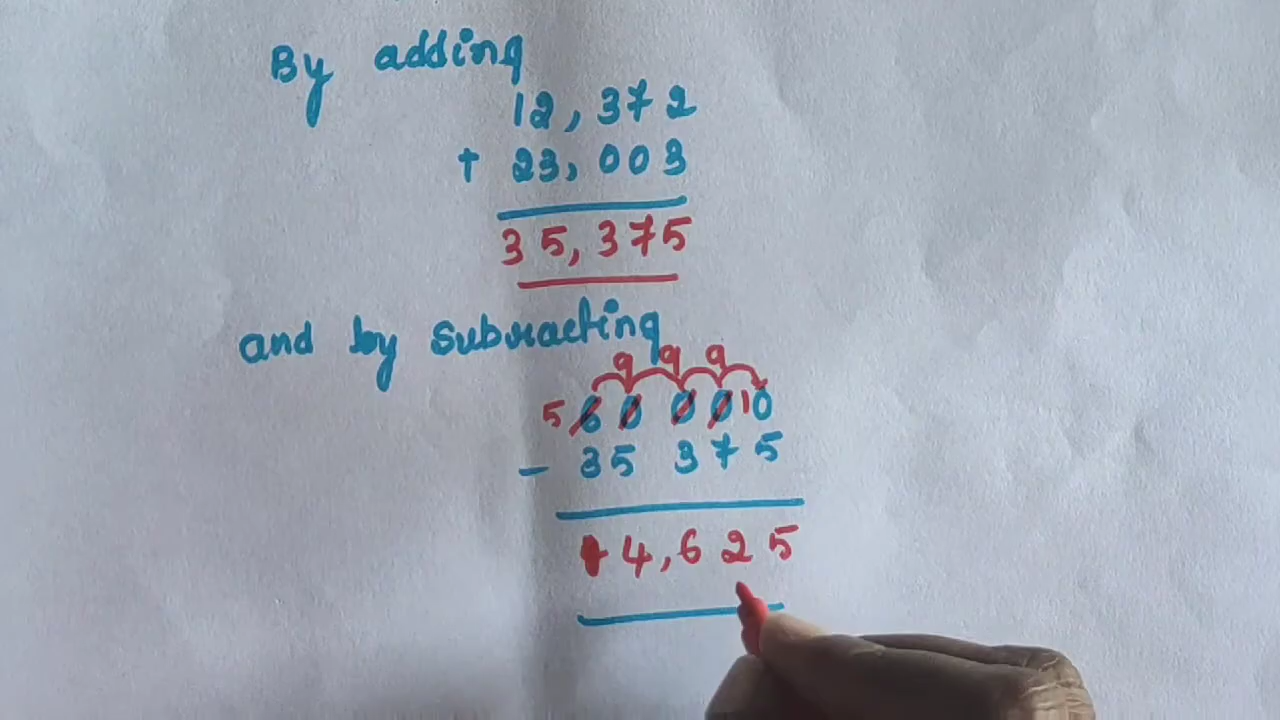 By adding
12,372
+ 23,003
35,375
and by subracting
9 9 9
5 6 0 0 0 10
- 35 375
4,625